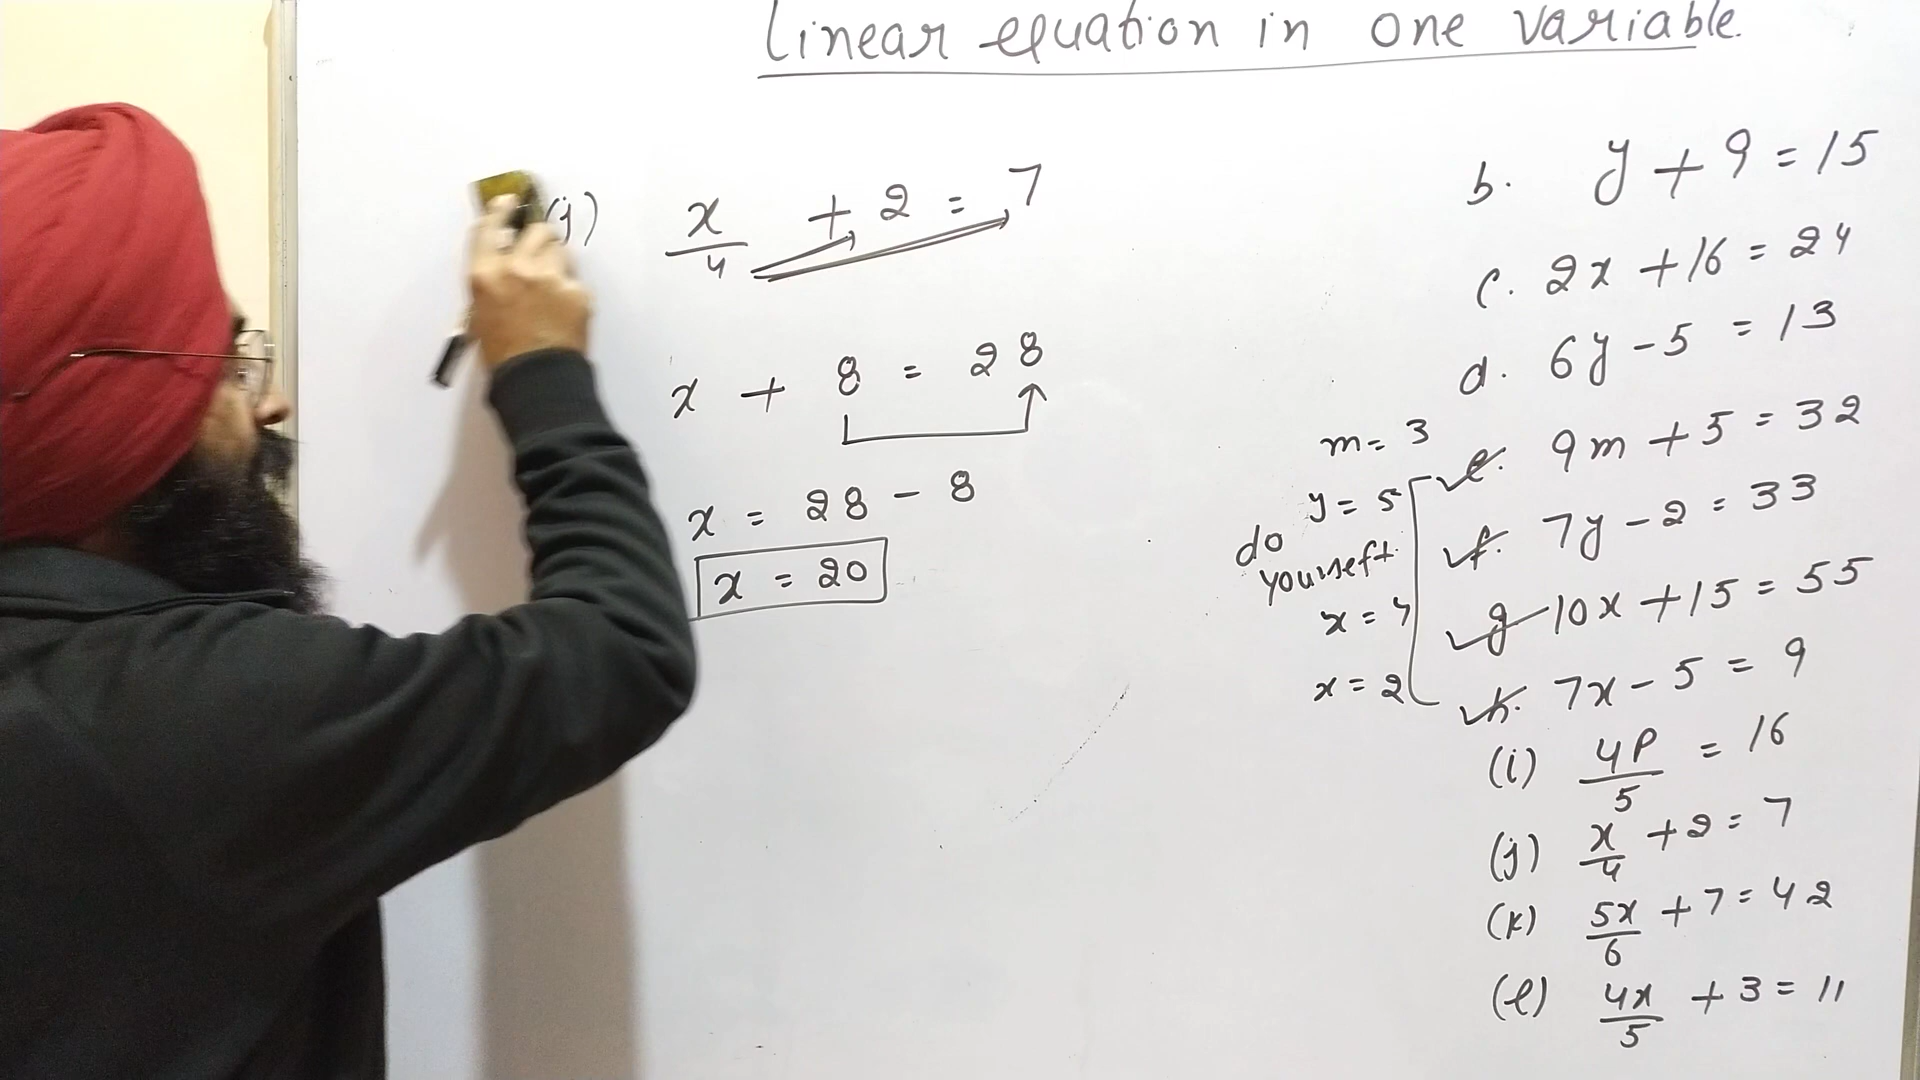 Linear equation in one variable.
(j) x/4 + 2 = 7
x + 8 = 28
x = 28 - 8
x = 20
b. y + 9 = 15
c. 2x + 16 = 24
d. 6y - 5 = 13
m = 3
e. 9m + 5 = 32
y = 5
f. 7y - 2 = 33
do
yourself
x = 4
g 10x + 15 = 55
x = 2
h. 7x - 5 = 9
(i) 4P/5 = 16
(j) x/4 + 2 = 7
(k) 5x/6 + 7 = 42
(l) 4x/5 + 3 = 11